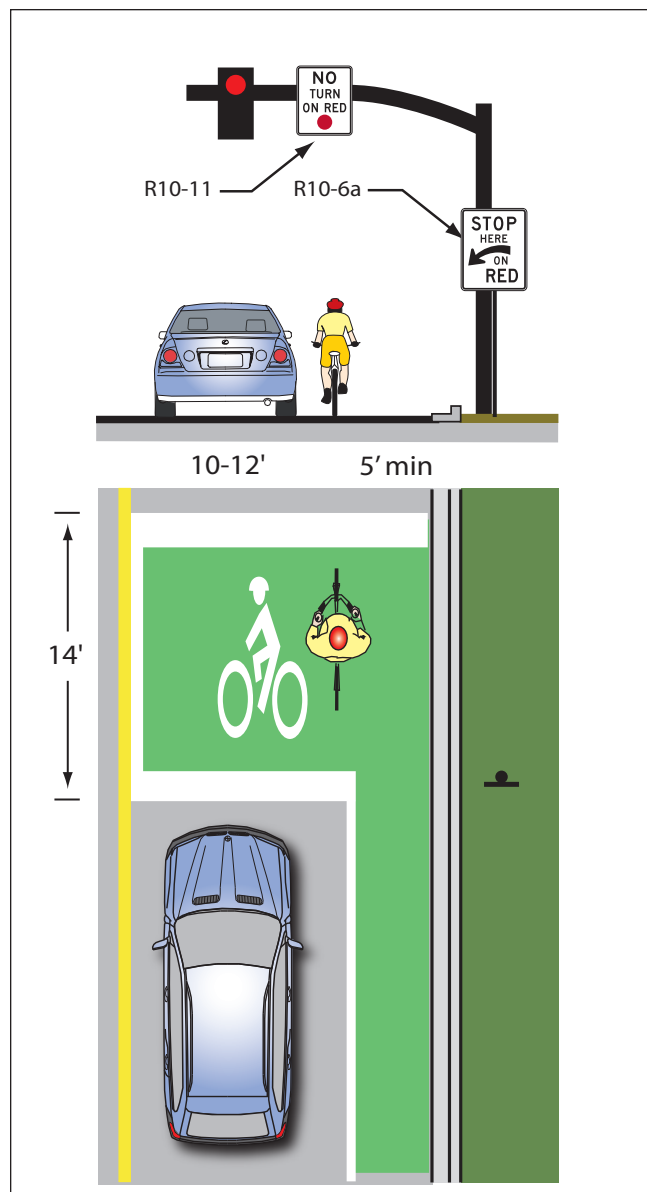 NO
TURN
ON RED
R10-11
R10-6a
STOP
HERE
ON
RED
10-12'
5’ min
14'